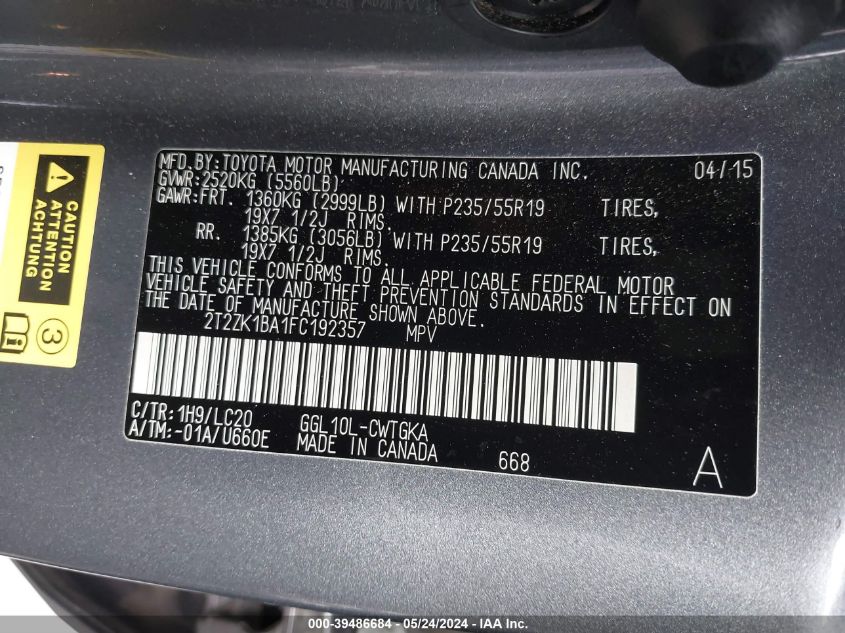 MFD.BY:TOYOTA MOTOR MANUFACTURING CANADA INC. 04/15
GVWR:2520KG (5560LB)
GAWR:FRT. 1360KG (2999LB) WITH P235/55R19 TIRES,
19X7 1/2J RIMS.
RR. 1385KG (3056LB) WITH P235/55R19 TIRES,
19X7 1/2J RIMS.
THIS VEHICLE CONFORMS TO ALL APPLICABLE FEDERAL MOTOR
VEHICLE SAFETY AND THEFT PREVENTION STANDARDS IN EFFECT ON
THE DATE OF MANUFACTURE SHOWN ABOVE.
2T2ZK1BA1FC192357 MPV
C/TR:1H9/LC20 GGL10L-CWTGKA
A/TM:-01A/U660E MADE IN CANADA 668 A
CAUTION
ATTENTION
ACHTUNG
3
000-39486684 - 05/24/2024 - IAA Inc.